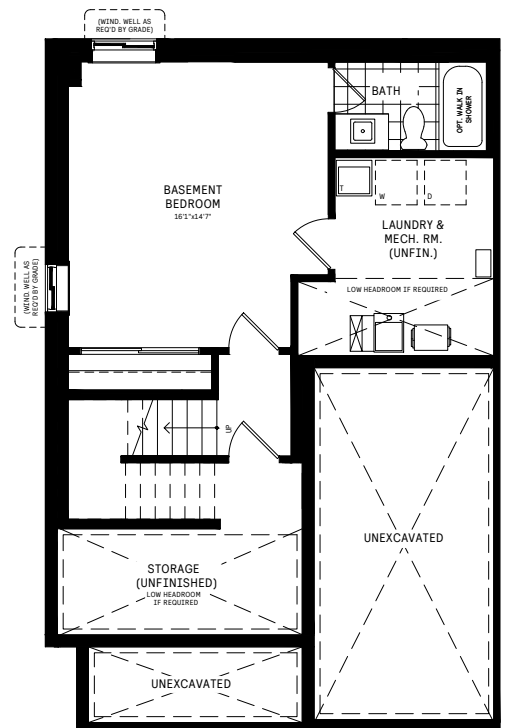 (WIND. WELL AS
REQ'D BY GRADE)
BATH
OPT. WALK IN
SHOWER
BASEMENT
BEDROOM
16'1"x14'7"
T
W
D
LAUNDRY &
MECH. RM.
(UNFIN.)
(WIND. WELL AS
REQ'D BY GRADE)
LOW HEADROOM IF REQUIRED
UP
UNEXCAVATED
STORAGE
(UNFINISHED)
LOW HEADROOM
IF REQUIRED
UNEXCAVATED